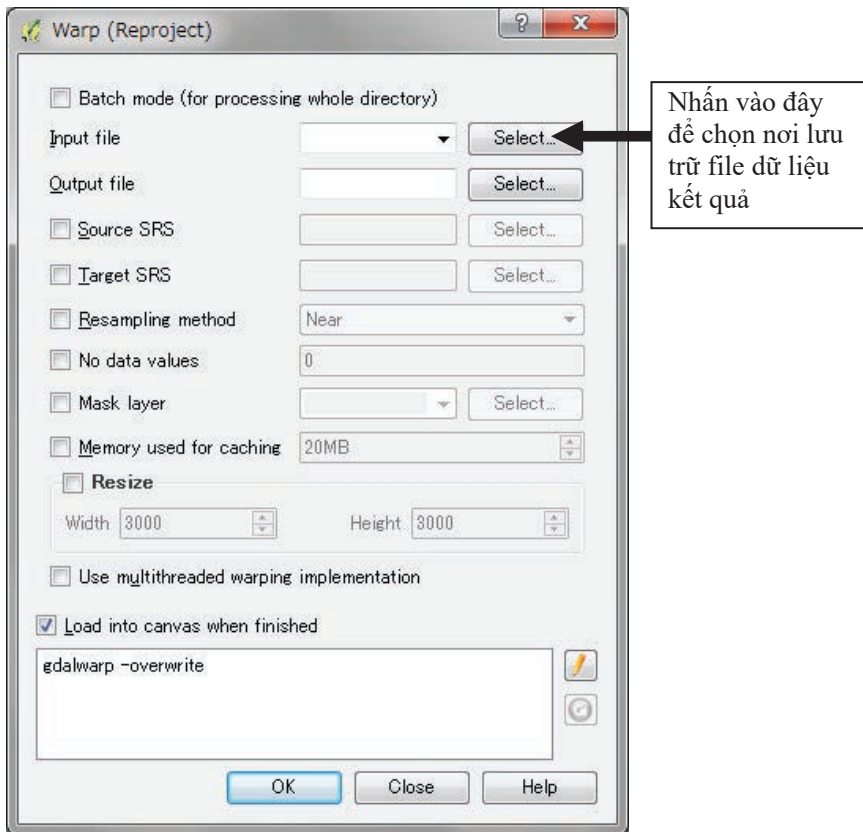 Warp (Reproject)
Batch mode (for processing whole directory)
Input file
Select...
Output file
Select...
Source SRS
Select...
Target SRS
Select...
Resampling method
Near
No data values
0
Mask layer
Select...
Memory used for caching
20MB
Resize
Width 3000
Height 3000
Use multithreaded warping implementation
Load into canvas when finished
gdalwarp -overwrite
OK
Close
Help
Nhấn vào đây
để chọn nơi lưu
trữ file dữ liệu
kết quả